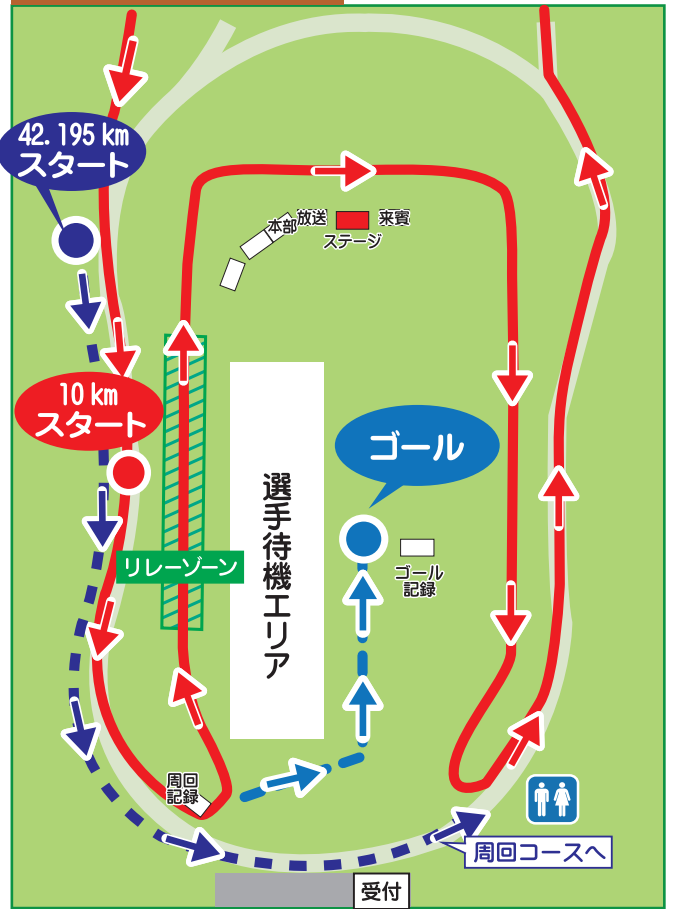 42.195 km
スタート
本部
放送
来賓
ステージ
10 km
スタート
ゴール
選手待機エリア
リレーゾーン
ゴール
記録
周回
記録
周回コースへ
受付